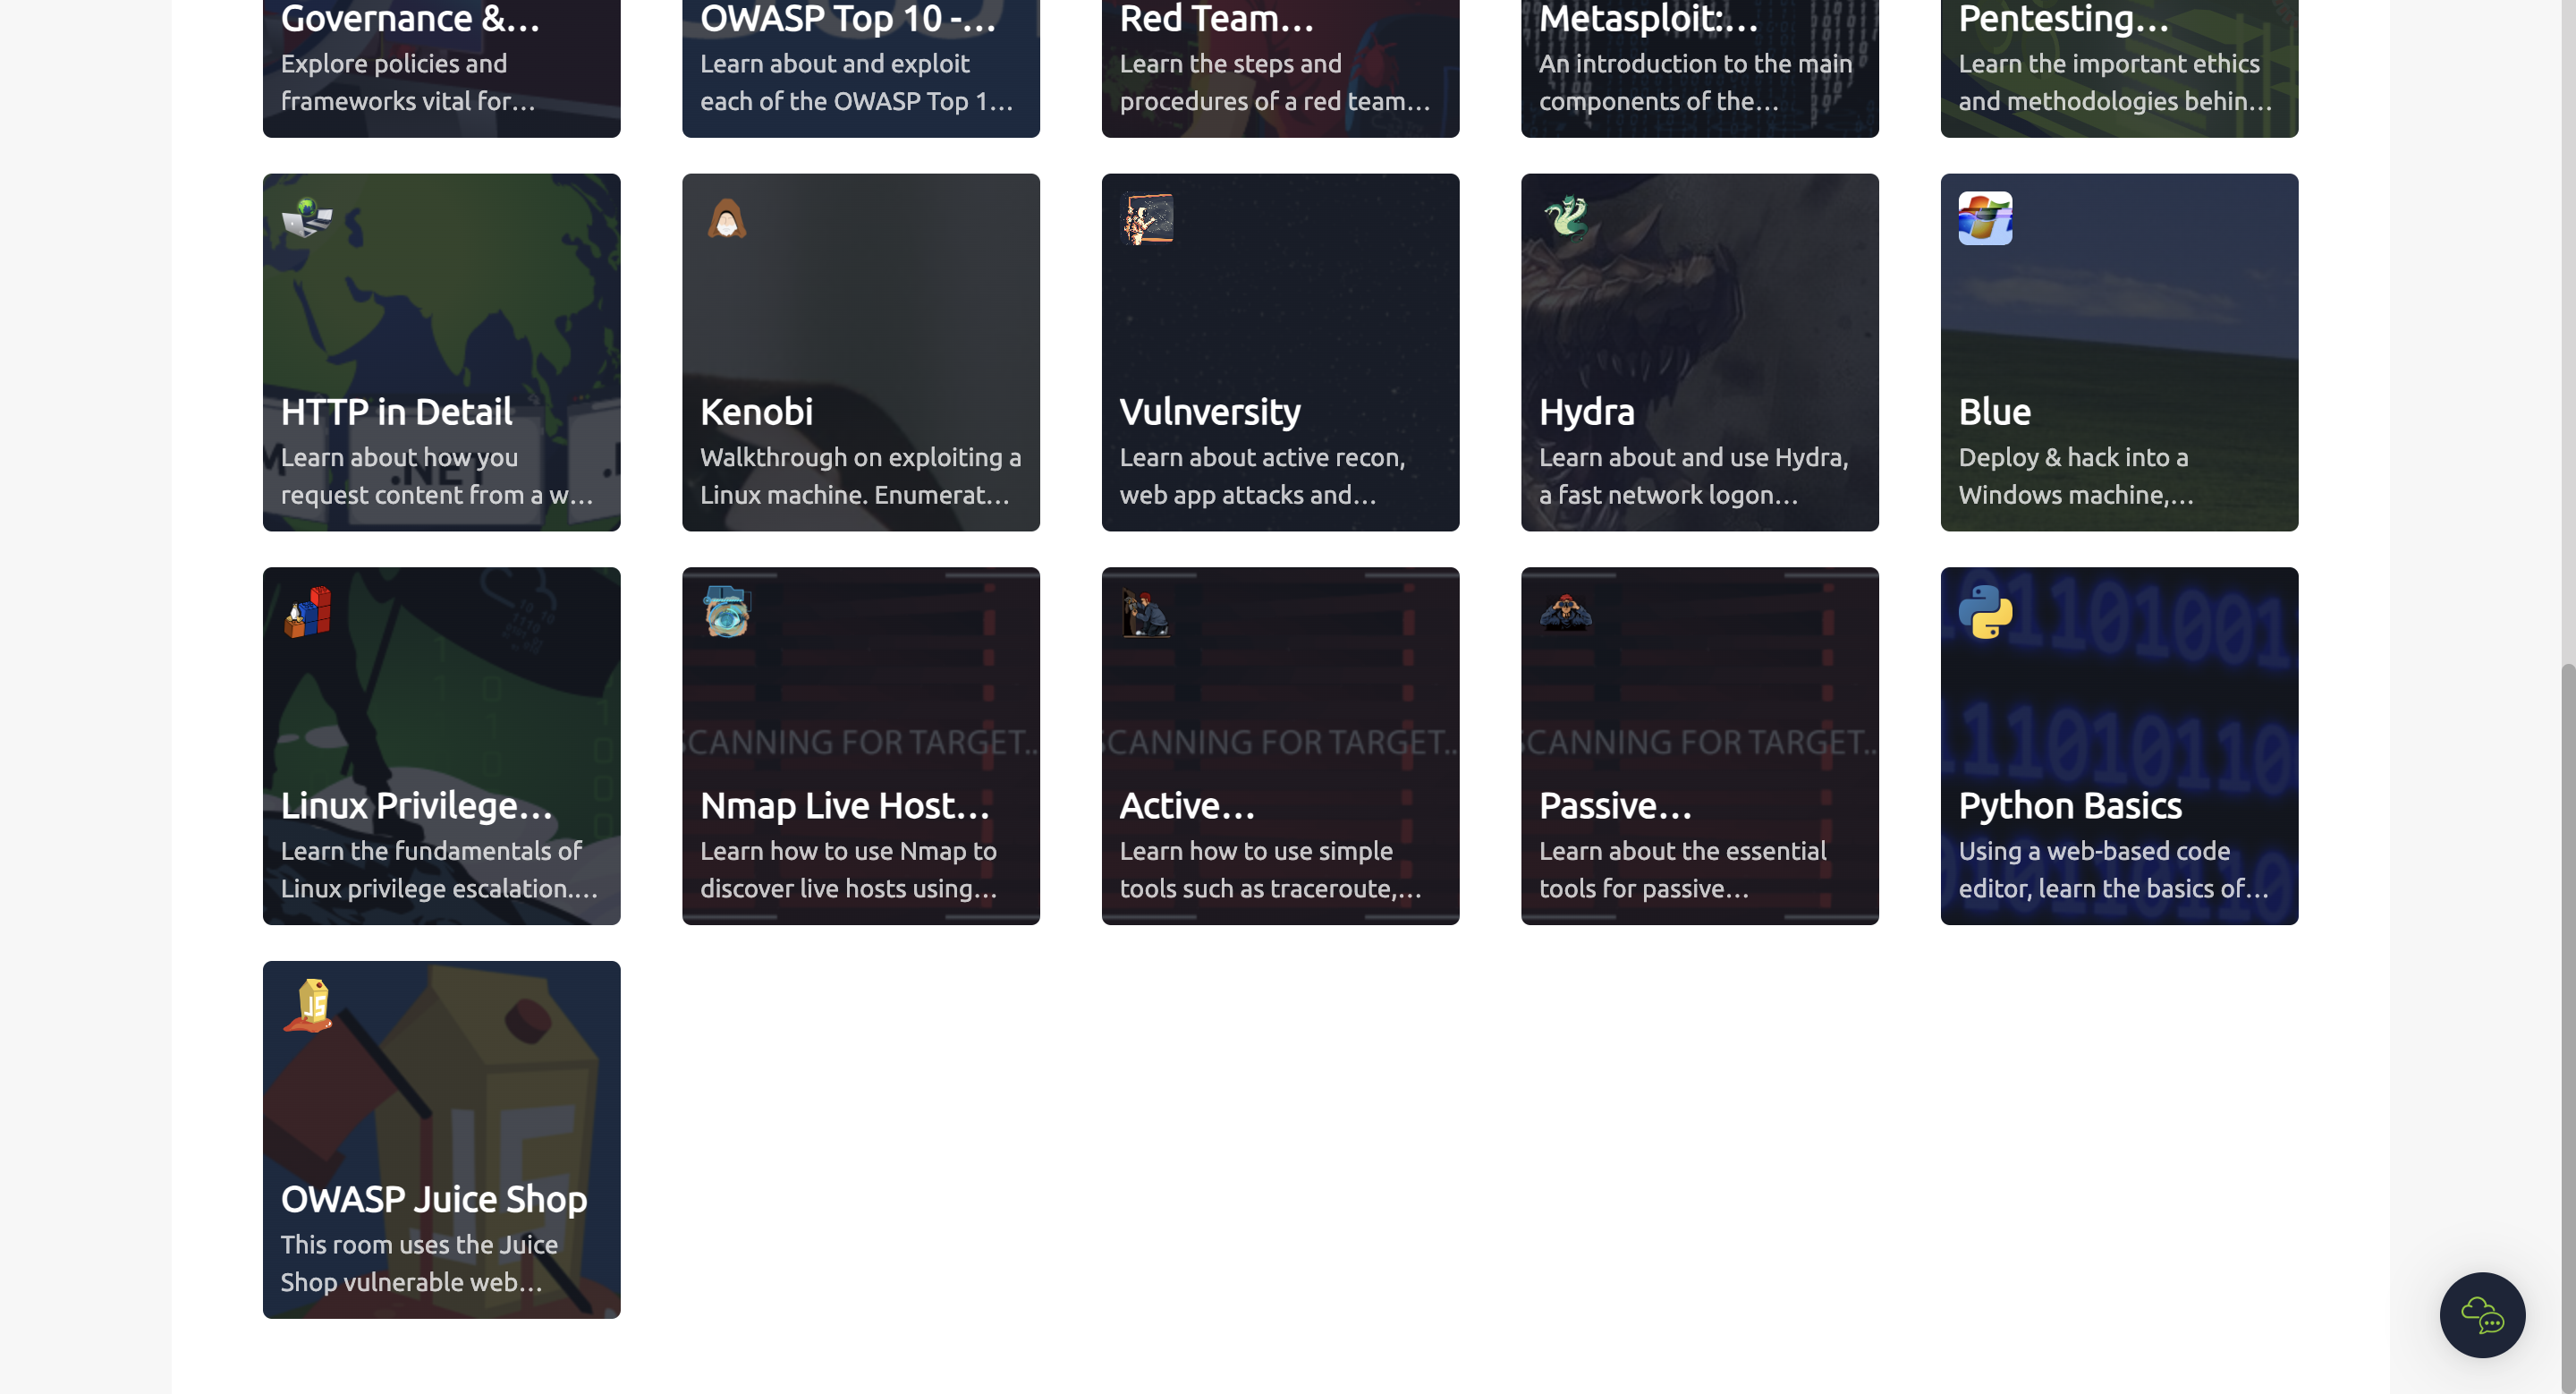 Governance &...
Explore policies and
frameworks vital for...
OWASP Top 10 -...
Learn about and exploit
each of the OWASP Top 1...
Red Team...
Learn the steps and
procedures of a red team...
Metasploit:...
An introduction to the main
components of the...
Pentesting...
Learn the important ethics
and methodologies behin...
HTTP in Detail
Learn about how you
.NET
request content from a w...
Kenobi
Walkthrough on exploiting a
Linux machine. Enumerat...
Vulnversity
Learn about active recon,
web app attacks and...
Hydra
Learn about and use Hydra,
a fast network logon...
Blue
Deploy & hack into a
Windows machine,...
Linux Privilege...
Learn the fundamentals of
Linux privilege escalation....
SCANNING FOR TARGET..
Nmap Live Host...
Learn how to use Nmap to
discover live hosts using...
SCANNING FOR TARGET..
Active...
Learn how to use simple
tools such as traceroute,...
SCANNING FOR TARGET..
Passive...
Learn about the essential
tools for passive...
Python Basics
Using a web-based code
editor, learn the basics of...
JS
JS
OWASP Juice Shop
This room uses the Juice
Shop vulnerable web...